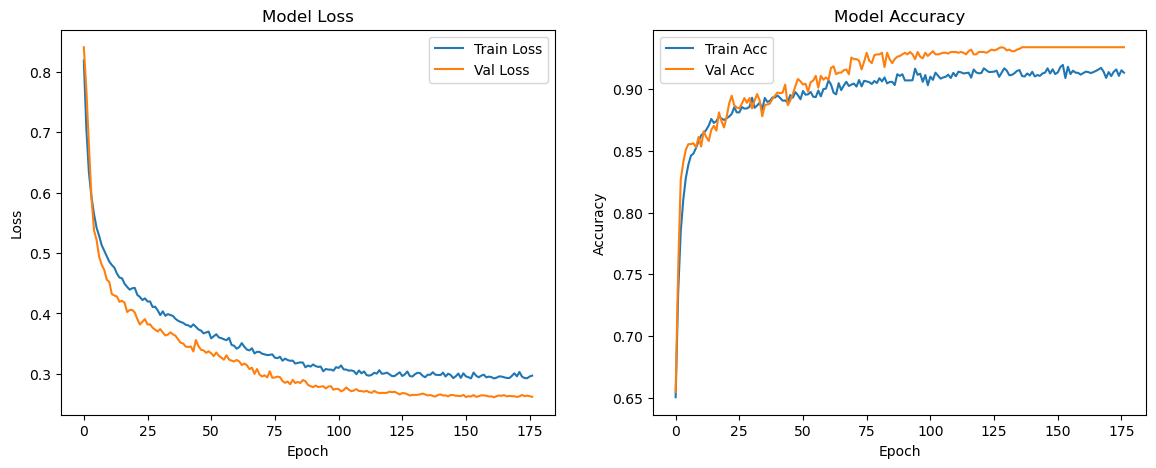 Model Loss
Train Loss
Val Loss
0.8
0.7
0.6
0.5
0.4
0.3
Loss
0 25 50 75 100 125 150 175
Epoch
Model Accuracy
Train Acc
Val Acc
0.90
0.85
0.80
0.75
0.70
0.65
Accuracy
0 25 50 75 100 125 150 175
Epoch